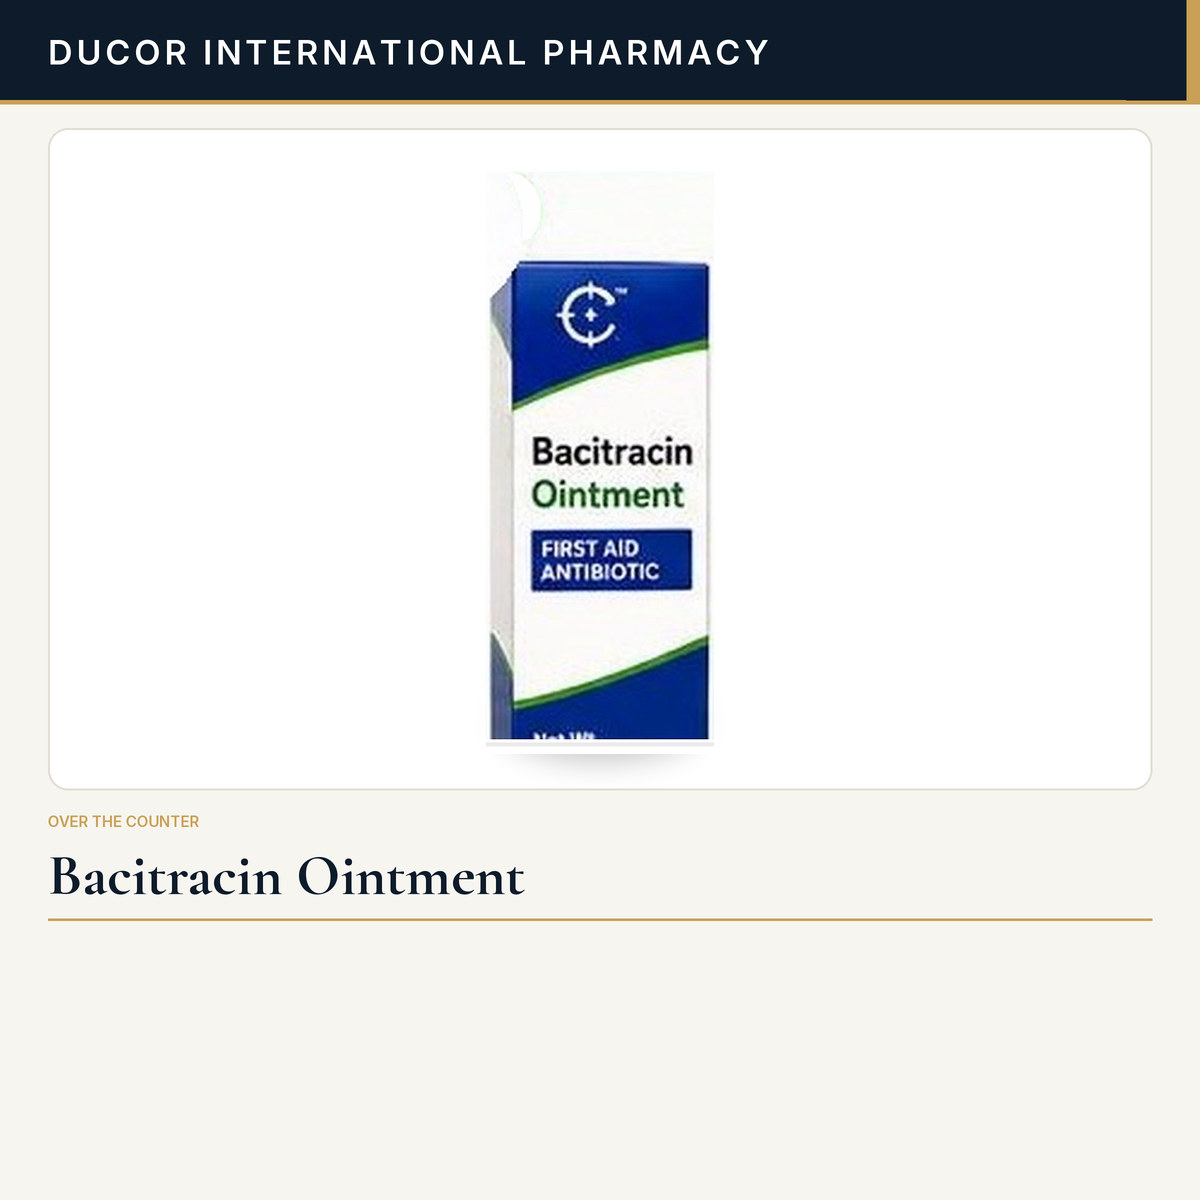 DUCOR INTERNATIONAL PHARMACY
Bacitracin
Ointment
FIRST AID
ANTIBIOTIC
OVER THE COUNTER
Bacitracin Ointment